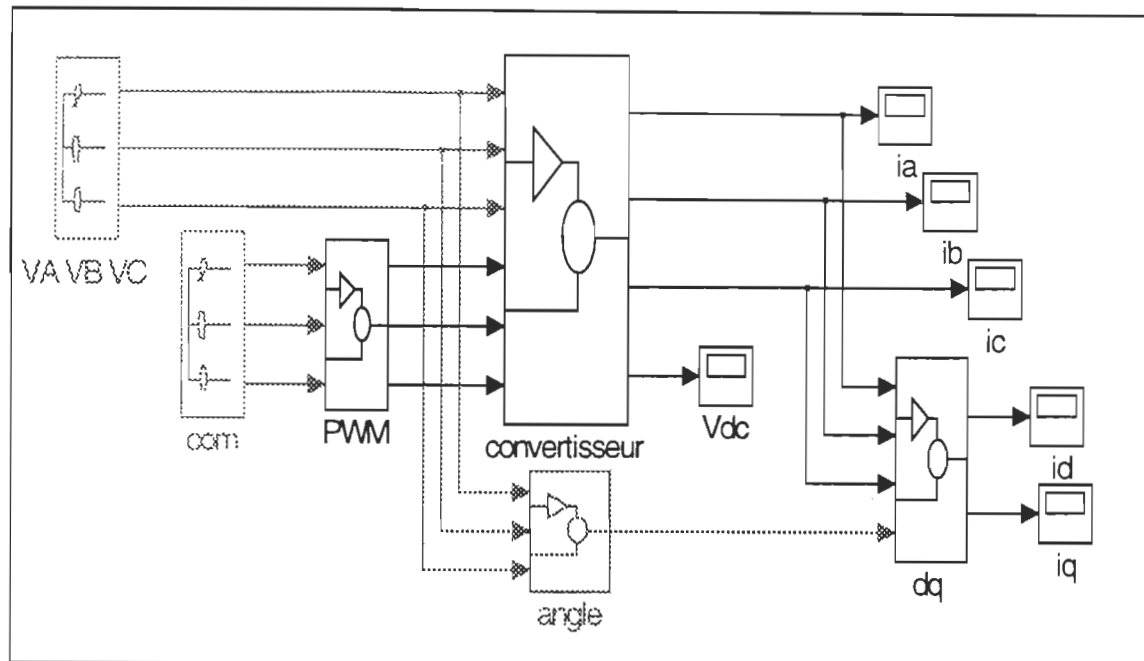 ia
ib
VA VB VC
ic
com
PWM
convertisseur
Vdc
id
iq
dq
angle